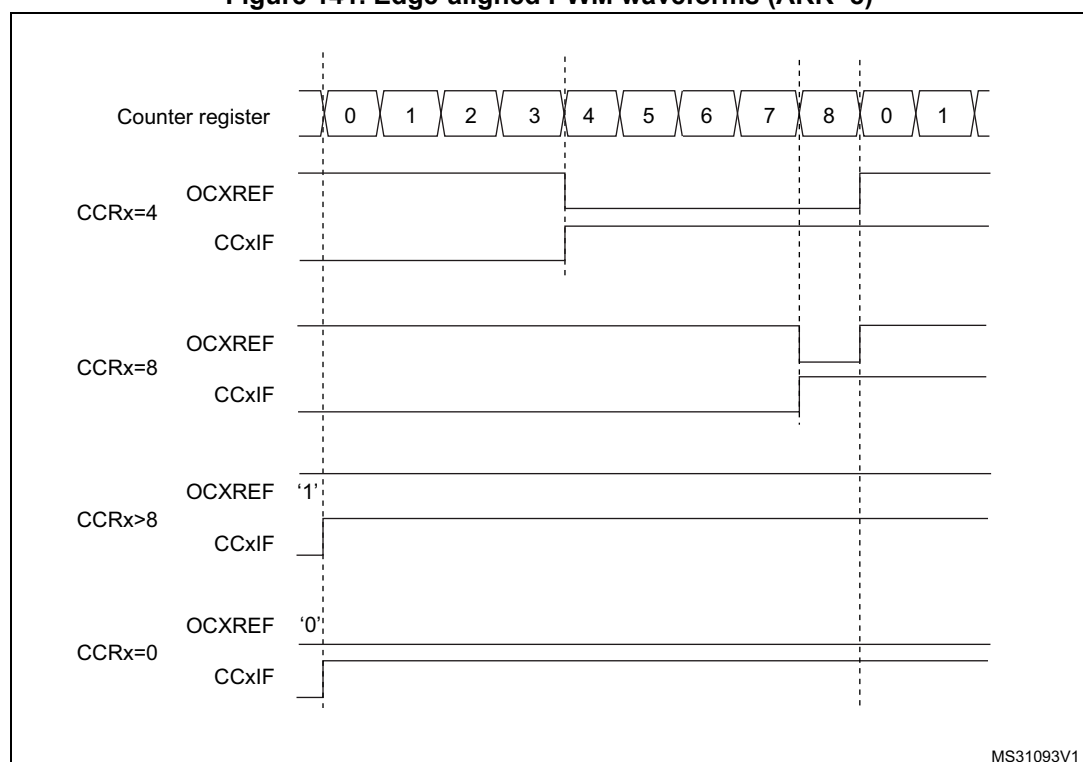 Figure 141. Edge-aligned PWM waveforms (ARR=8)
Counter register 0 1 2 3 4 5 6 7 8 0 1
OCXREF
CCRx=4
CCxIF
OCXREF
CCRx=8
CCxIF
OCXREF '1'
CCRx>8
CCxIF
OCXREF '0'
CCRx=0
CCxIF
MS31093V1